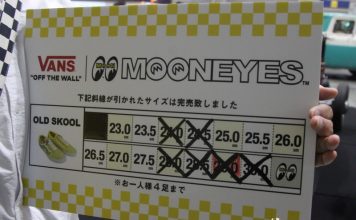 VANS "OFF THE WALL" MOONEYES™
下記斜線が引かれたサイズは完売致しました
OLD SKOOL 23.0 23.5 24.0 24.5 25.0 25.5 26.0
26.5 27.0 27.5 28.0 28.5 29.0 30.0
※お一人様4足まで